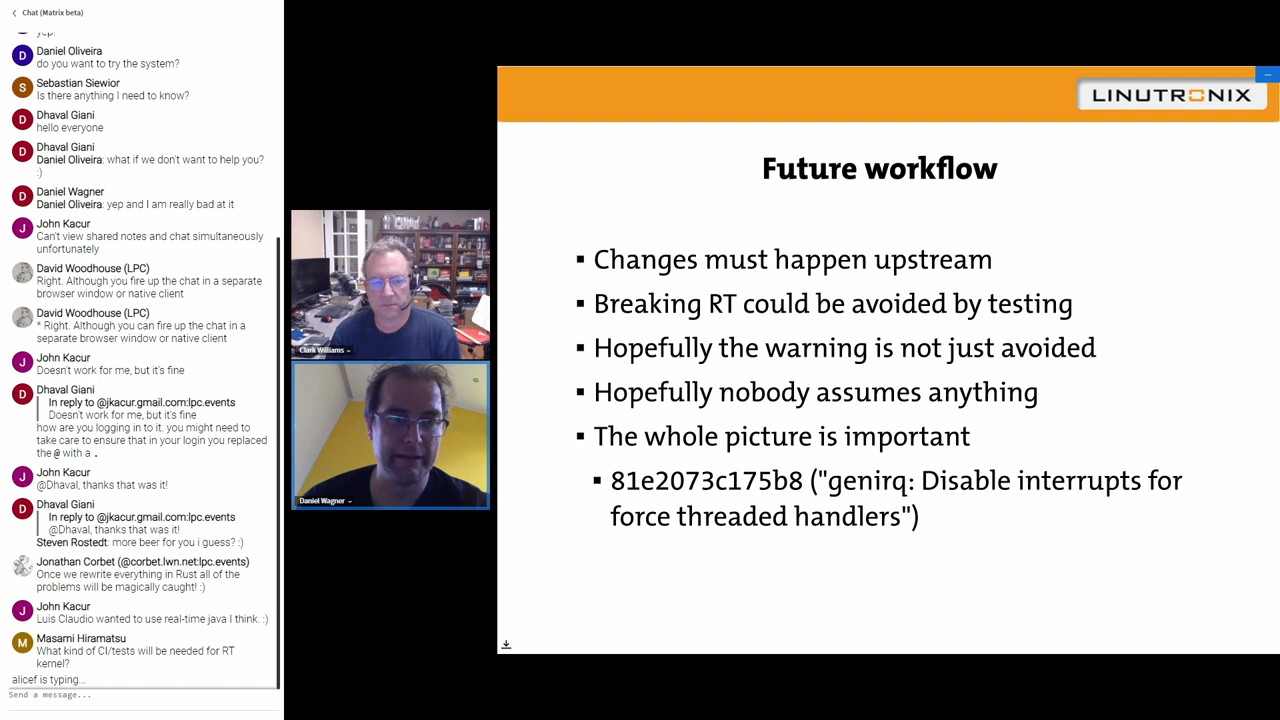 Chat (Matrix beta)
yep!
D
Daniel Oliveira
do you want to try the system?
S
Sebastian Siewior
Is there anything I need to know?
D
Dhaval Giani
hello everyone
D
Dhaval Giani
Daniel Oliveira: what if we don't want to help you?
:)
D
Daniel Wagner
Daniel Oliveira: yep and I am really bad at it
J
John Kacur
Can't view shared notes and chat simultaneously
unfortunately
David Woodhouse (LPC)
Right. Although you fire up the chat in a separate
browser window or native client
David Woodhouse (LPC)
* Right. Although you can fire up the chat in a
separate browser window or native client
J
John Kacur
Doesn't work for me, but it's fine
D
Dhaval Giani
In reply to @jkacur.gmail.com:lpc.events
Doesn't work for me, but it's fine
how are you logging in to it. you might need to
take care to ensure that in your login you replaced
the @ with a .
J
John Kacur
@Dhaval, thanks that was it!
D
Dhaval Giani
In reply to @jkacur.gmail.com:lpc.events
@Dhaval, thanks that was it!
Steven Rostedt: more beer for you i guess? :)
Jonathan Corbet (@corbet.lwn.net:lpc.events)
Once we rewrite everything in Rust all of the
problems will be magically caught! :)
J
John Kacur
Luis Claudio wanted to use real-time java I think. :)
M
Masami Hiramatsu
What kind of CI/tests will be needed for RT
kernel?
alicef is typing...
Send a message...
Clark Williams
Daniel Wagner
LINUTRONIX
Future workflow
▪ Changes must happen upstream
▪ Breaking RT could be avoided by testing
▪ Hopefully the warning is not just avoided
▪ Hopefully nobody assumes anything
▪ The whole picture is important
▪ 81e2073c175b8 ("genirq: Disable interrupts for
force threaded handlers")